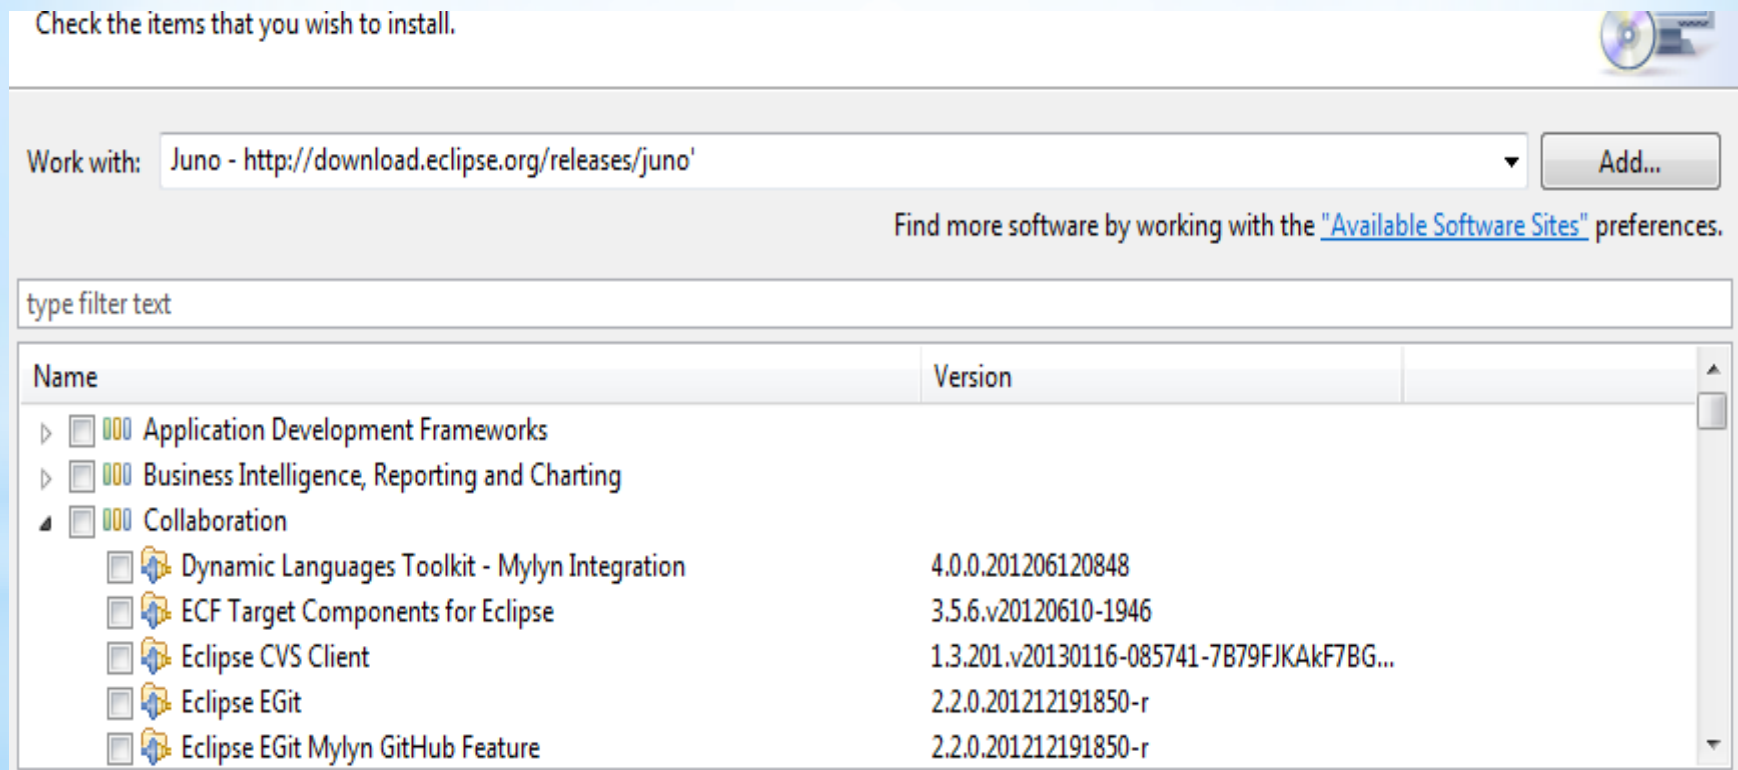 Check the items that you wish to install.
Work with: Juno - http://download.eclipse.org/releases/juno' Add...
Find more software by working with the "Available Software Sites" preferences.
type filter text
Name Version
Application Development Frameworks
Business Intelligence, Reporting and Charting
Collaboration
Dynamic Languages Toolkit - Mylyn Integration 4.0.0.201206120848
ECF Target Components for Eclipse 3.5.6.v20120610-1946
Eclipse CVS Client 1.3.201.v20130116-085741-7B79FJKAkF7BG...
Eclipse EGit 2.2.0.201212191850-r
Eclipse EGit Mylyn GitHub Feature 2.2.0.201212191850-r